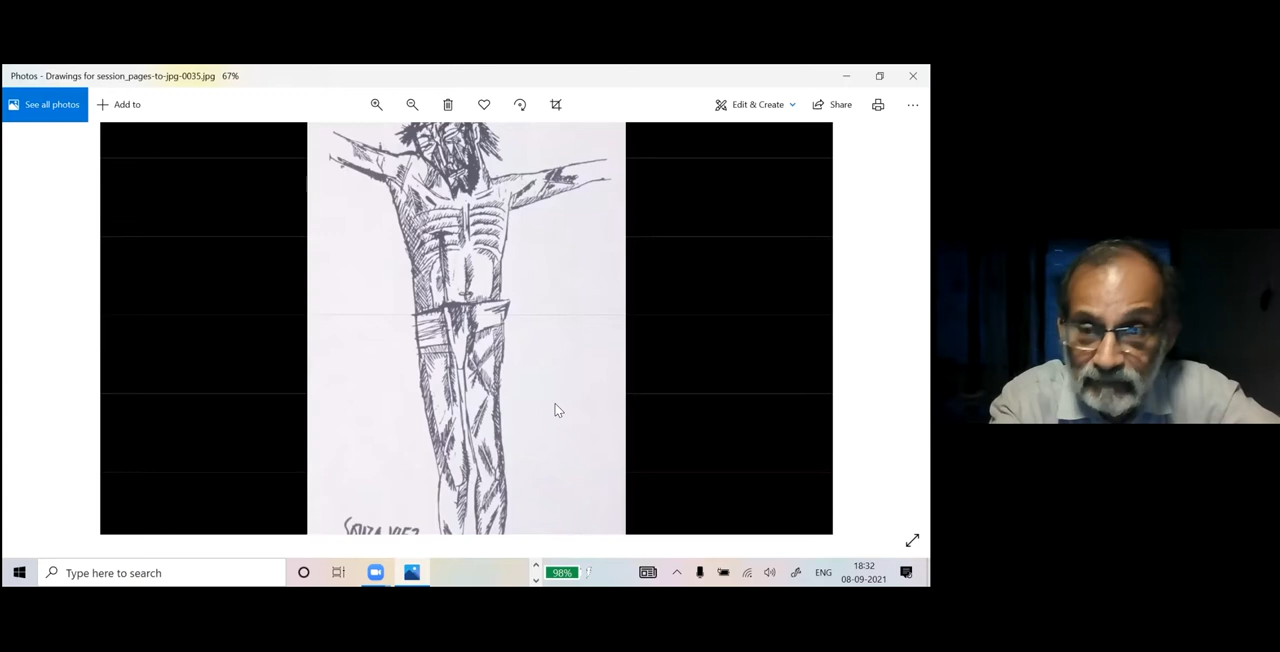 Photos - Drawings for session_pages-to-jpg-0035.jpg 67%
See all photos
Add to
Edit & Create
Share
SOUZA
Type here to search
98%
ENG
18:32
08-09-2021